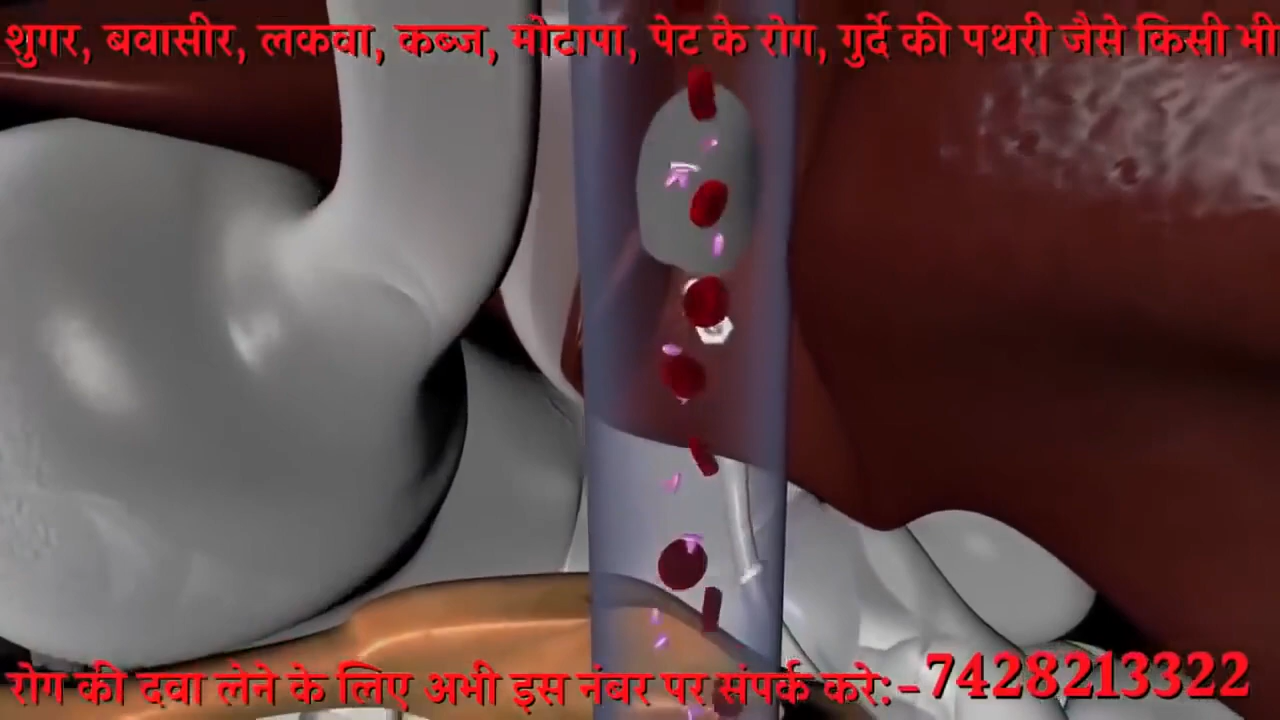 शुगर, बवासीर, लकवा, कब्ज, मोटापा, पेट के रोग, गुर्दे की पथरी जैसे किसी भी
रोग की दवा लेने के लिए अभी इस नंबर पर संपर्क करे:-7428213322